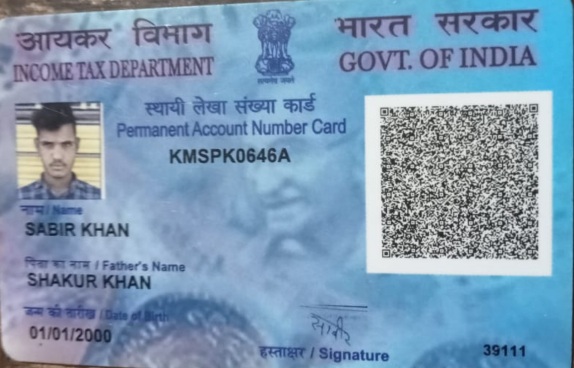 आयकर विभाग
INCOME TAX DEPARTMENT
सत्यमेव जयते
भारत सरकार
GOVT. OF INDIA
स्थायी लेखा संख्या कार्ड
Permanent Account Number Card
KMSPK0646A
नाम / Name
SABIR KHAN
पिता का नाम / Father's Name
SHAKUR KHAN
जन्म की तारीख / Date of Birth
01/01/2000
साबीर
हस्ताक्षर / Signature
39111